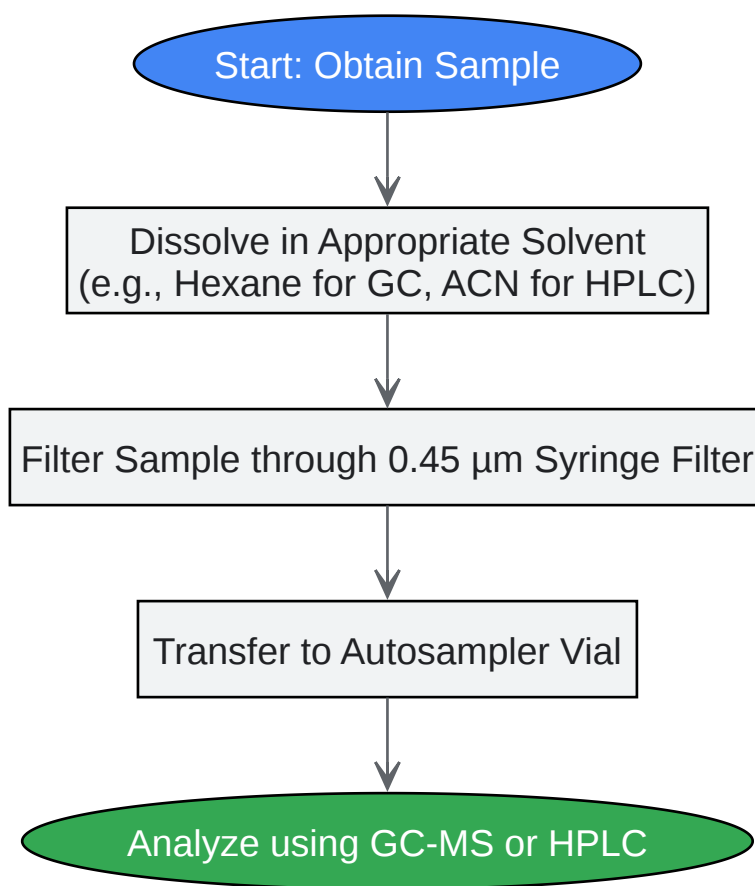 Start: Obtain Sample
Dissolve in Appropriate Solvent
(e.g., Hexane for GC, ACN for HPLC)
Filter Sample through 0.45 µm Syringe Filter
Transfer to Autosampler Vial
Analyze using GC-MS or HPLC